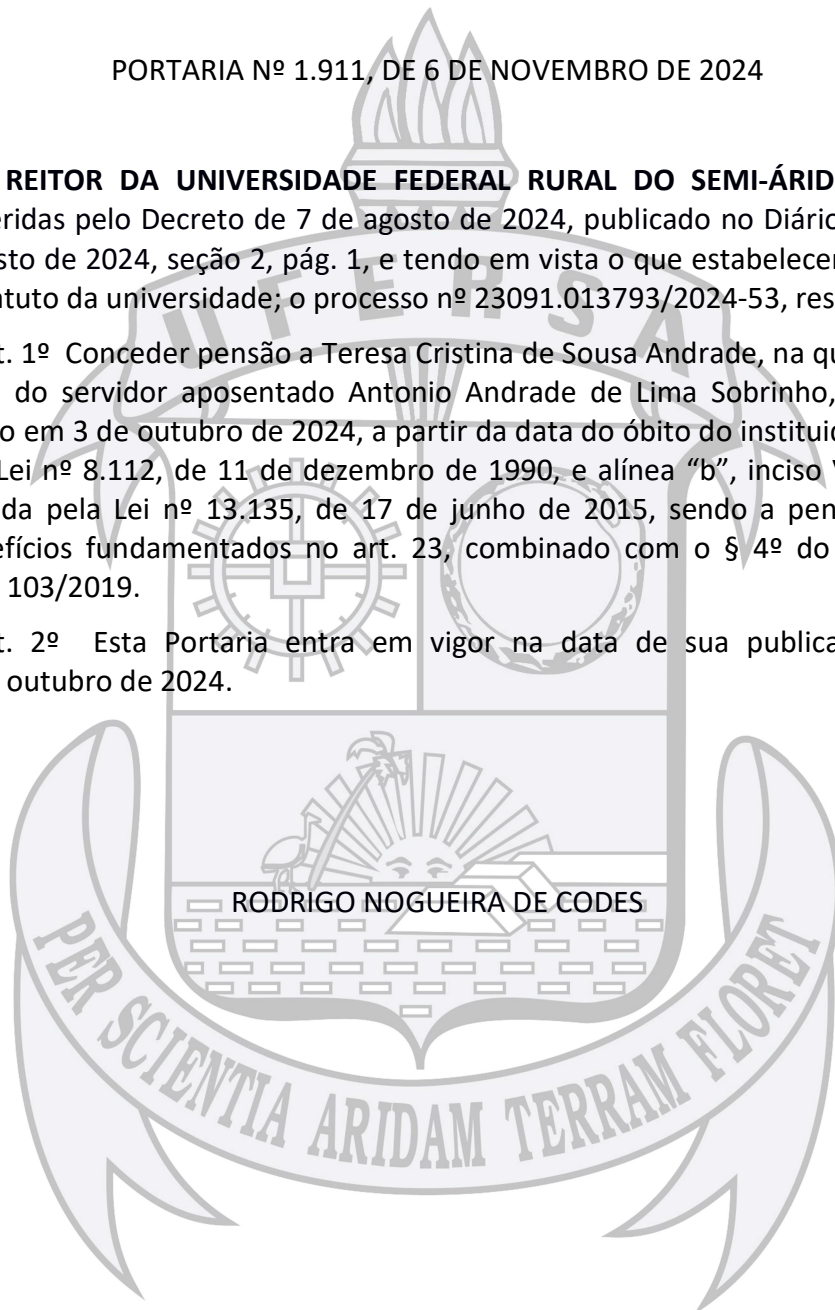 PORTARIA Nº 1.911, DE 6 DE NOVEMBRO DE 2024
REITOR DA UNIVERSIDADE FEDERAL RURAL DO SEMI-ÁRID
eridas pelo Decreto de 7 de agosto de 2024, publicado no Diário
sto de 2024, seção 2, pág. 1, e tendo em vista o que estabelecer
tuto da universidade; o processo nº 23091.013793/2024-53, res
UFERSA
t. 1º Conceder pensão a Teresa Cristina de Sousa Andrade, na qu
do servidor aposentado Antonio Andrade de Lima Sobrinho,
o em 3 de outubro de 2024, a partir da data do óbito do instituic
Lei nº 8.112, de 11 de dezembro de 1990, e alínea “b”, inciso V
da pela Lei nº 13.135, de 17 de junho de 2015, sendo a pen
efícios fundamentados no art. 23, combinado com o § 4º do
103/2019.
t. 2º Esta Portaria entra em vigor na data de sua publica
outubro de 2024.
RODRIGO NOGUEIRA DE CODES
PER SCIENTIA ARIDAM TERRAM FLORET